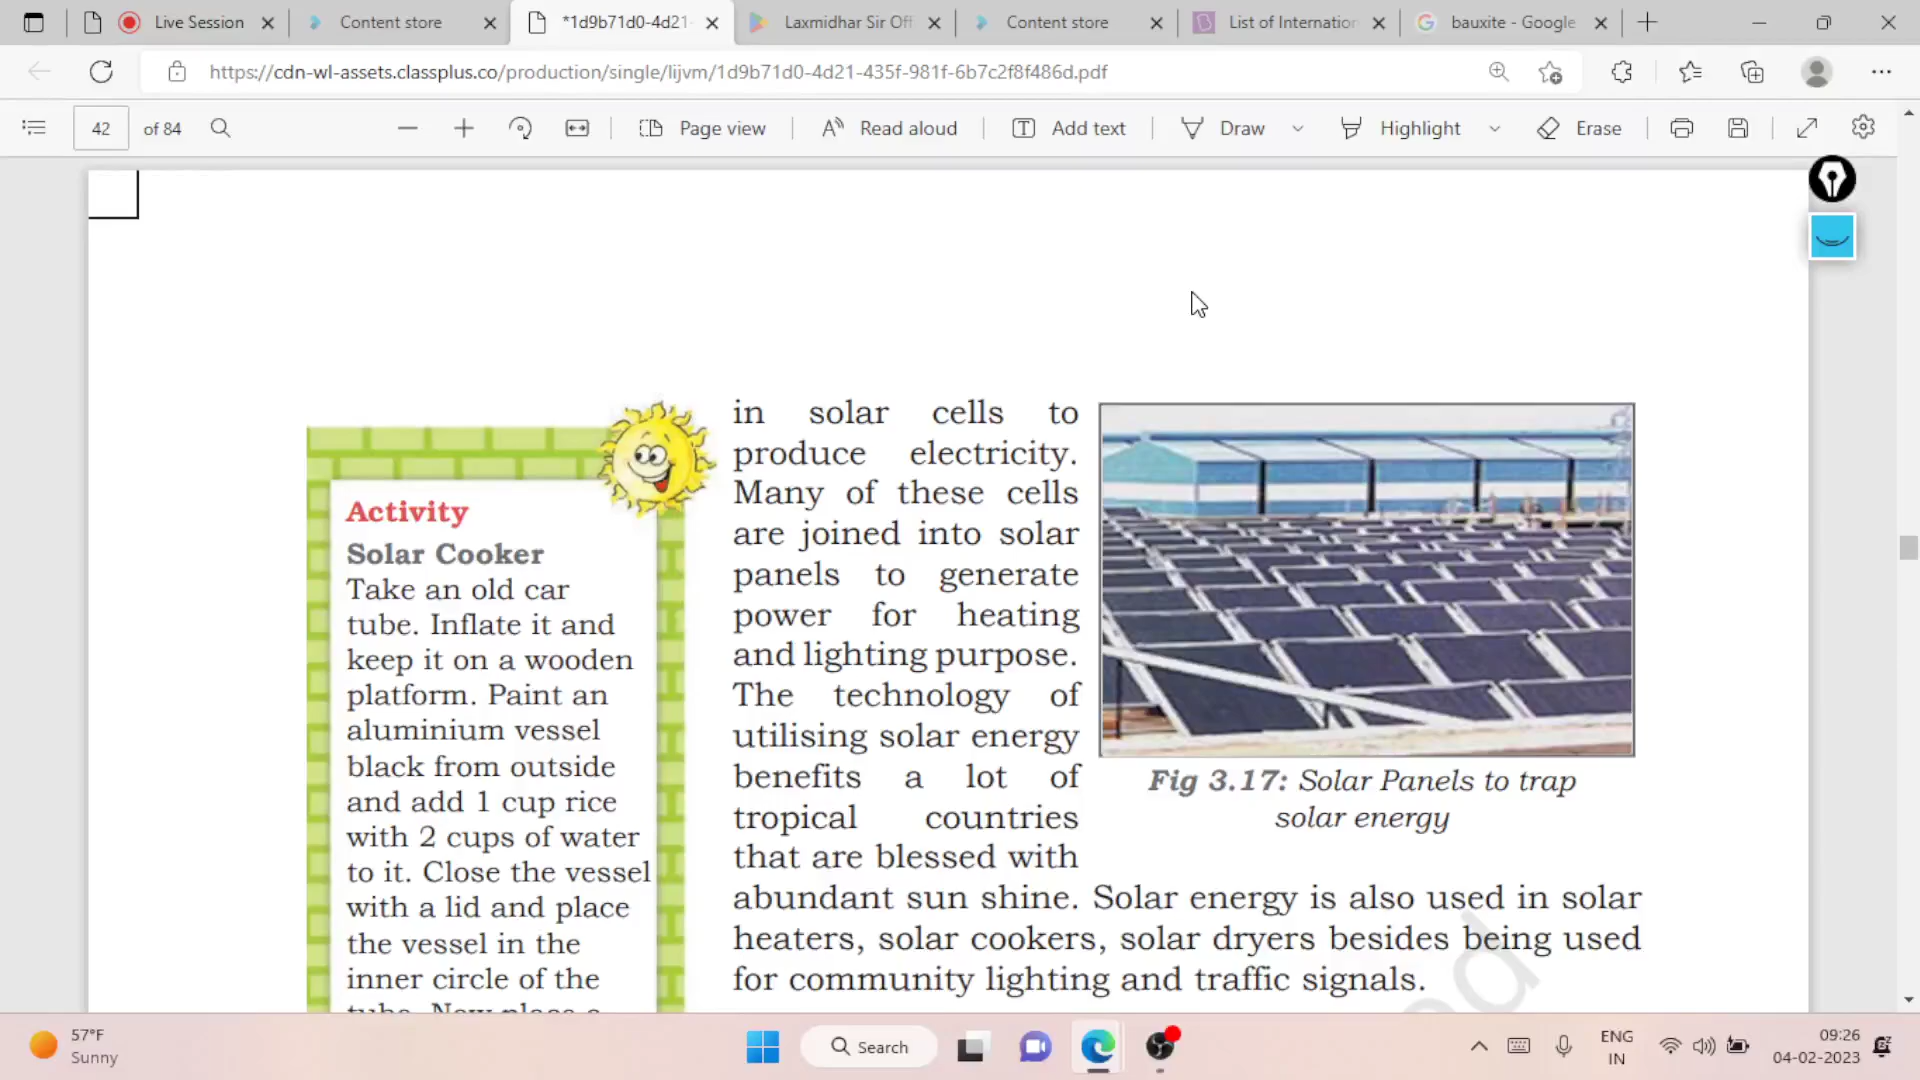 Live Session
Content store
*1d9b71d0-4d21-
Laxmidhar Sir Off
Content store
List of Internation
bauxite - Google
https://cdn-wl-assets.classplus.co/production/single/lijvm/1d9b71d0-4d21-435f-981f-6b7c2f8f486d.pdf
42 of 84
Page view
Read aloud
Add text
Draw
Highlight
Erase
Activity
Solar Cooker
Take an old car
tube. Inflate it and
keep it on a wooden
platform. Paint an
aluminium vessel
black from outside
and add 1 cup rice
with 2 cups of water
to it. Close the vessel
with a lid and place
the vessel in the
inner circle of the
tube. Now place a
in solar cells to
produce electricity.
Many of these cells
are joined into solar
panels to generate
power for heating
and lighting purpose.
The technology of
utilising solar energy
benefits a lot of
tropical countries
that are blessed with
abundant sun shine. Solar energy is also used in solar
heaters, solar cookers, solar dryers besides being used
for community lighting and traffic signals.
Fig 3.17: Solar Panels to trap
solar energy
57°F
Sunny
Search
ENG
IN
09:26
04-02-2023